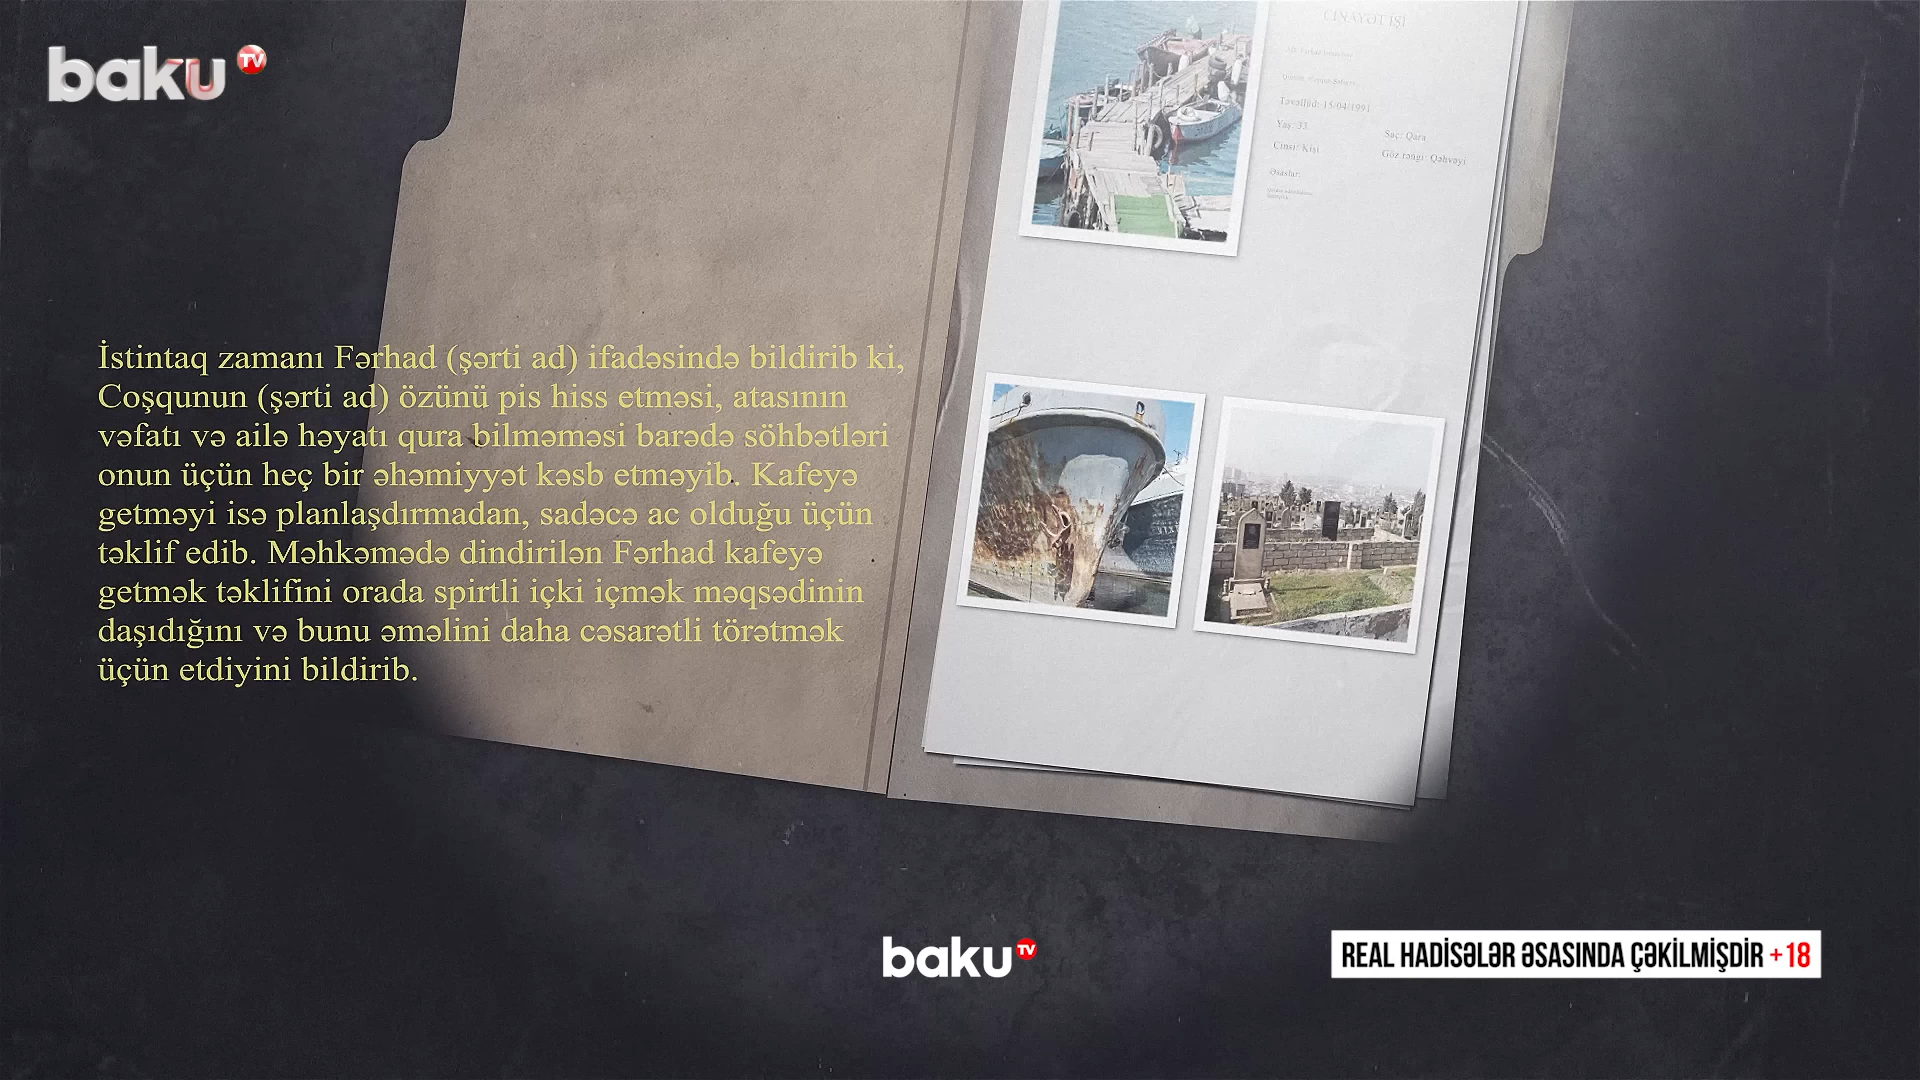 baku TV
CİNAYƏT İŞİ
Təvəllüd: 15/04/1991
Yaş: 33
Saç: Qara
Cinsi: Kişi
Göz rəngi: Qəhvəyi
İstintaq zamanı Fərhad (şərti ad) ifadəsində bildirib ki,
Coşqunun (şərti ad) özünü pis hiss etməsi, atasının
vəfatı və ailə həyatı qura bilməməsi barədə söhbətləri
onun üçün heç bir əhəmiyyət kəsb etməyib. Kafeyə
getməyi isə planlaşdırmadan, sadəcə ac olduğu üçün
təklif edib. Məhkəmədə dindirilən Fərhad kafeyə
getmək təklifini orada spirtli içki içmək məqsədinin
daşıdığını və bunu əməlini daha cəsarətli törətmək
üçün etdiyini bildirib.
baku TV
REAL HADİSƏLƏR ƏSASINDA ÇƏKİLMİŞDİR +18